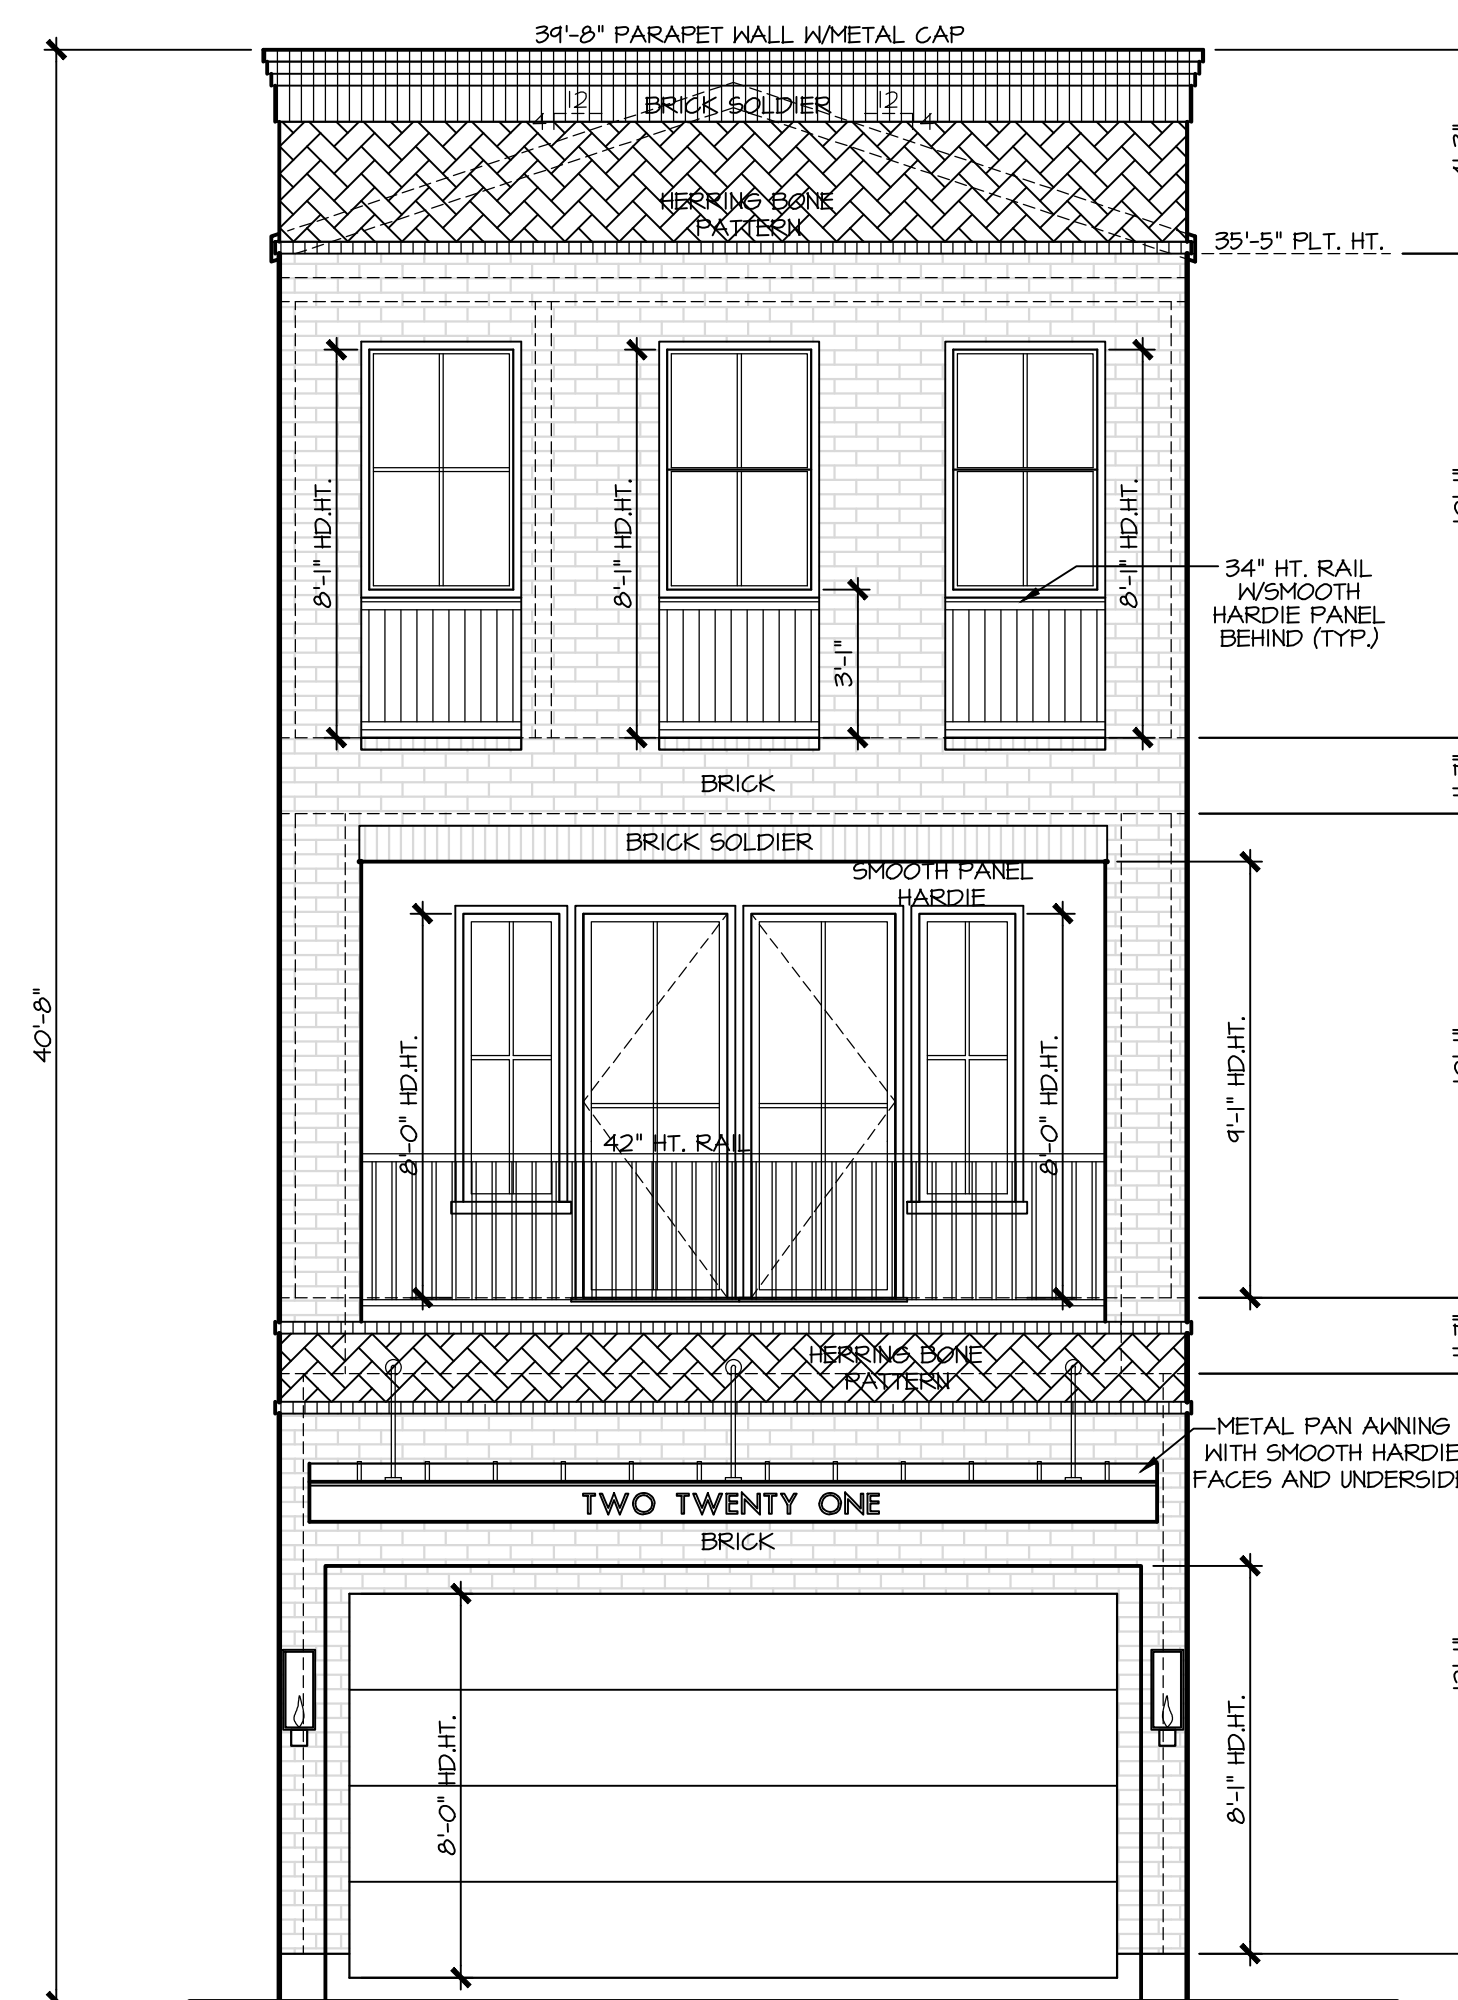 39'-8" PARAPET WALL W/METAL CAP
12
BRICK SOLDIER
12
4
4
HERRING BONE
PATTERN
35'-5" PLT. HT.
8'-1" HD.HT.
8'-1" HD.HT.
8'-1" HD.HT.
34" HT. RAIL
W/SMOOTH
HARDIE PANEL
BEHIND (TYP.)
3'-1"
BRICK
BRICK SOLDIER
SMOOTH PANEL
HARDIE
40'-8"
8'-0" HD.HT.
8'-0" HD.HT.
9'-1" HD.HT.
42" HT. RAIL
HERRING BONE
PATTERN
METAL PAN AWNING
WITH SMOOTH HARDIE
FACES AND UNDERSIDE
TWO TWENTY ONE
BRICK
8'-0" HD.HT.
8'-1" HD.HT.